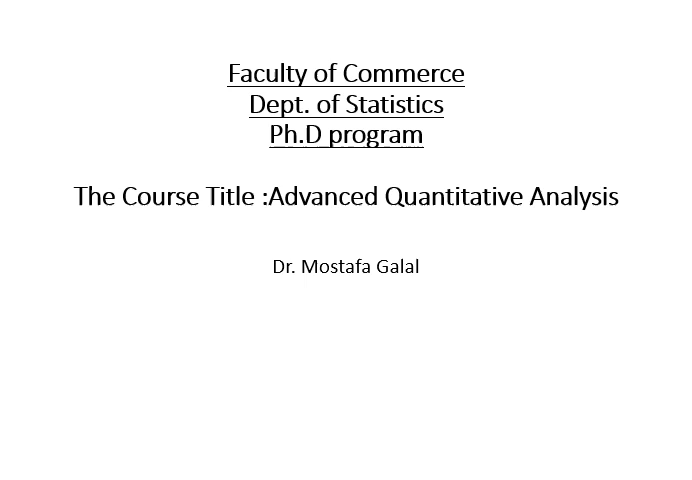 Faculty of Commerce
Dept. of Statistics
Ph.D program
The Course Title :Advanced Quantitative Analysis
Dr. Mostafa Galal